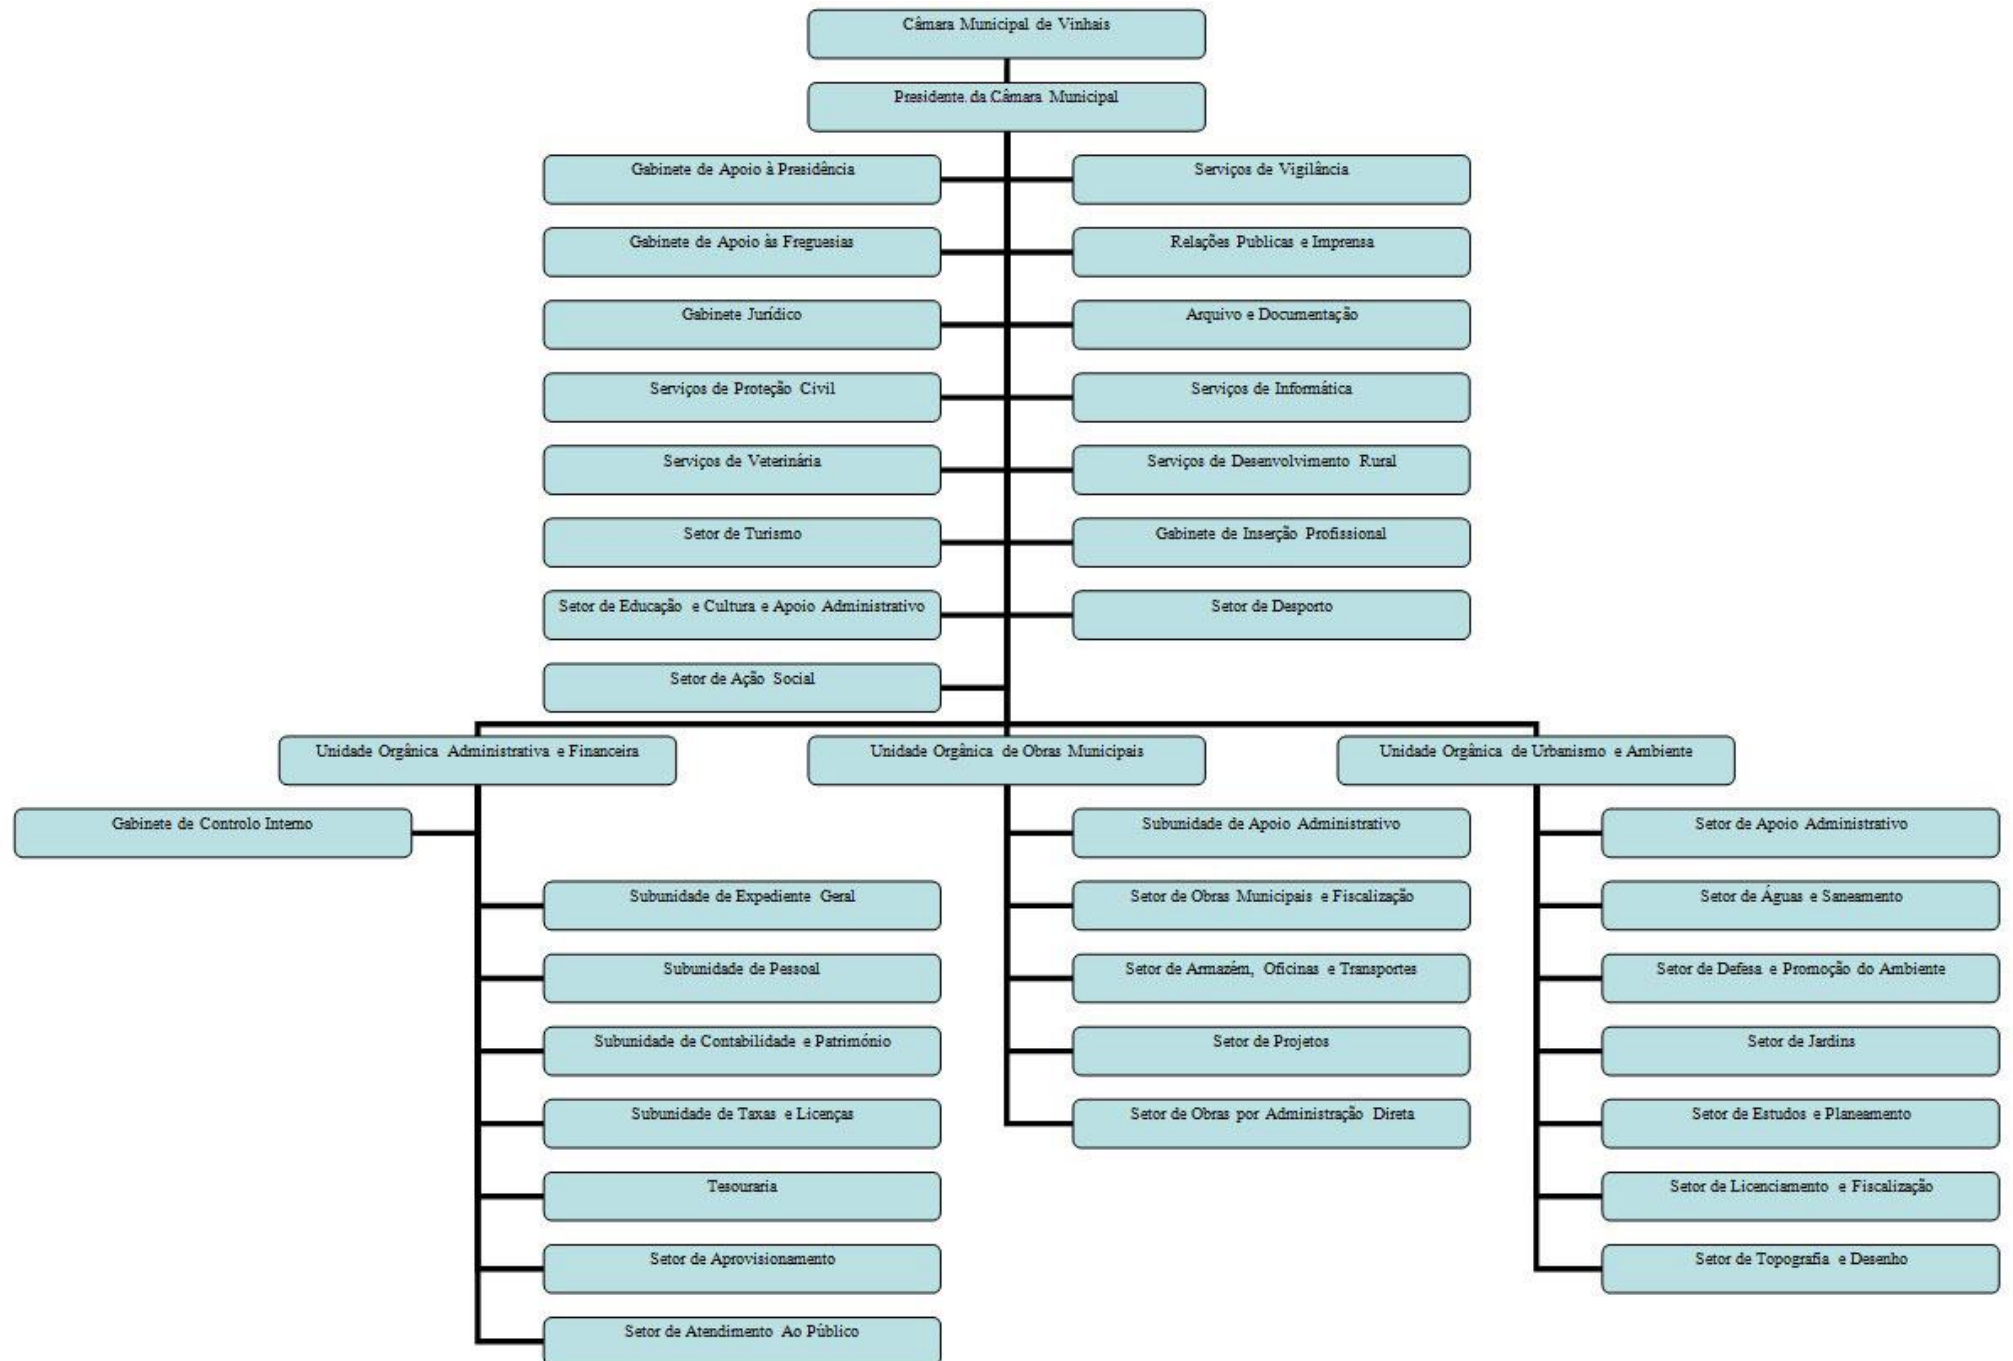 Câmara Municipal de Vinhais
Presidente da Câmara Municipal
Gabinete de Apoio à Presidência
Serviços de Vigilância
Gabinete de Apoio às Freguesias
Relações Publicas e Imprensa
Gabinete Jurídico
Arquivo e Documentação
Serviços de Proteção Civil
Serviços de Informática
Serviços de Veterinária
Serviços de Desenvolvimento Rural
Setor de Turismo
Gabinete de Inserção Profissional
Setor de Educação e Cultura e Apoio Administrativo
Setor de Desporto
Setor de Ação Social
Unidade Orgânica Administrativa e Financeira
Unidade Orgânica de Obras Municipais
Unidade Orgânica de Urbanismo e Ambiente
Gabinete de Controlo Interno
Subunidade de Expediente Geral
Subunidade de Pessoal
Subunidade de Contabilidade e Património
Subunidade de Taxas e Licenças
Tesouraria
Setor de Aprovisionamento
Setor de Atendimento Ao Público
Subunidade de Apoio Administrativo
Setor de Obras Municipais e Fiscalização
Setor de Armazém, Oficinas e Transportes
Setor de Projetos
Setor de Obras por Administração Direta
Setor de Apoio Administrativo
Setor de Águas e Saneamento
Setor de Defesa e Promoção do Ambiente
Setor de Jardins
Setor de Estudos e Planeamento
Setor de Licenciamento e Fiscalização
Setor de Topografia e Desenho